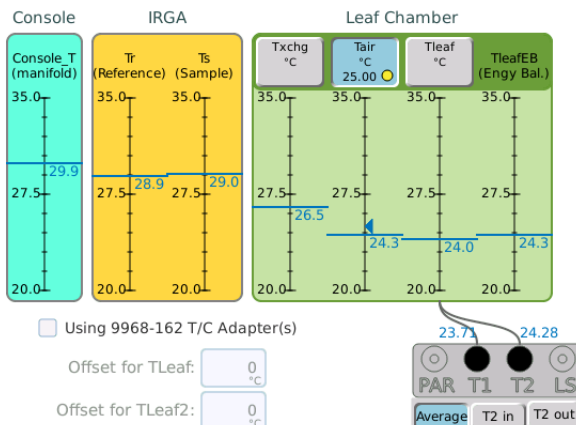 Console
IRGA
Leaf Chamber
Console_T
(manifold)
Tr
(Reference)
Ts
(Sample)
Txchg
°C
Tair
°C
25.00
Tleaf
°C
TleafEB
(Engy Bal.)
35.0
35.0
35.0
35.0
35.0
35.0
35.0
29.9
28.9
29.0
27.5
27.5
27.5
27.5
27.5
27.5
27.5
26.5
24.3
24.0
24.3
20.0
20.0
20.0
20.0
20.0
20.0
20.0
Using 9968-162 T/C Adapter(s)
23.71
24.28
Offset for TLeaf:
0
°C
PAR
T1
T2
LS
Offset for TLeaf2:
0
°C
Average
T2 in
T2 out